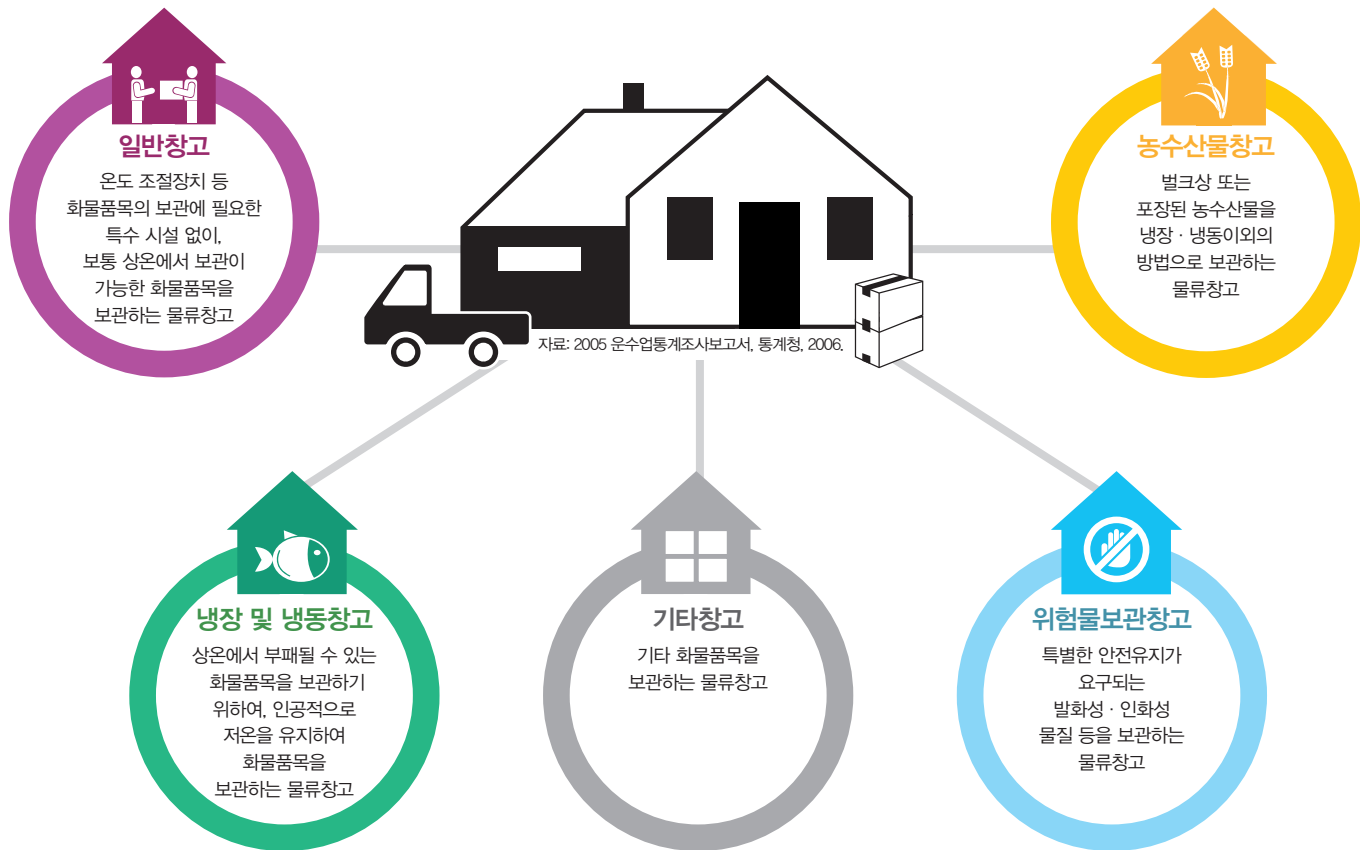 일반창고
온도 조절장치 등
화물품목의 보관에 필요한
특수 시설 없이,
보통 상온에서 보관이
가능한 화물품목을
보관하는 물류창고
농수산물창고
벌크상 또는
포장된 농수산물을
냉장 · 냉동이외의
방법으로 보관하는
물류창고
자료: 2005 운수업통계조사보고서, 통계청, 2006.
냉장 및 냉동창고
상온에서 부패될 수 있는
화물품목을 보관하기
위하여, 인공적으로
저온을 유지하여
화물품목을
보관하는 물류창고
기타창고
기타 화물품목을
보관하는 물류창고
위험물보관창고
특별한 안전유지가
요구되는
발화성 · 인화성
물질 등을 보관하는
물류창고